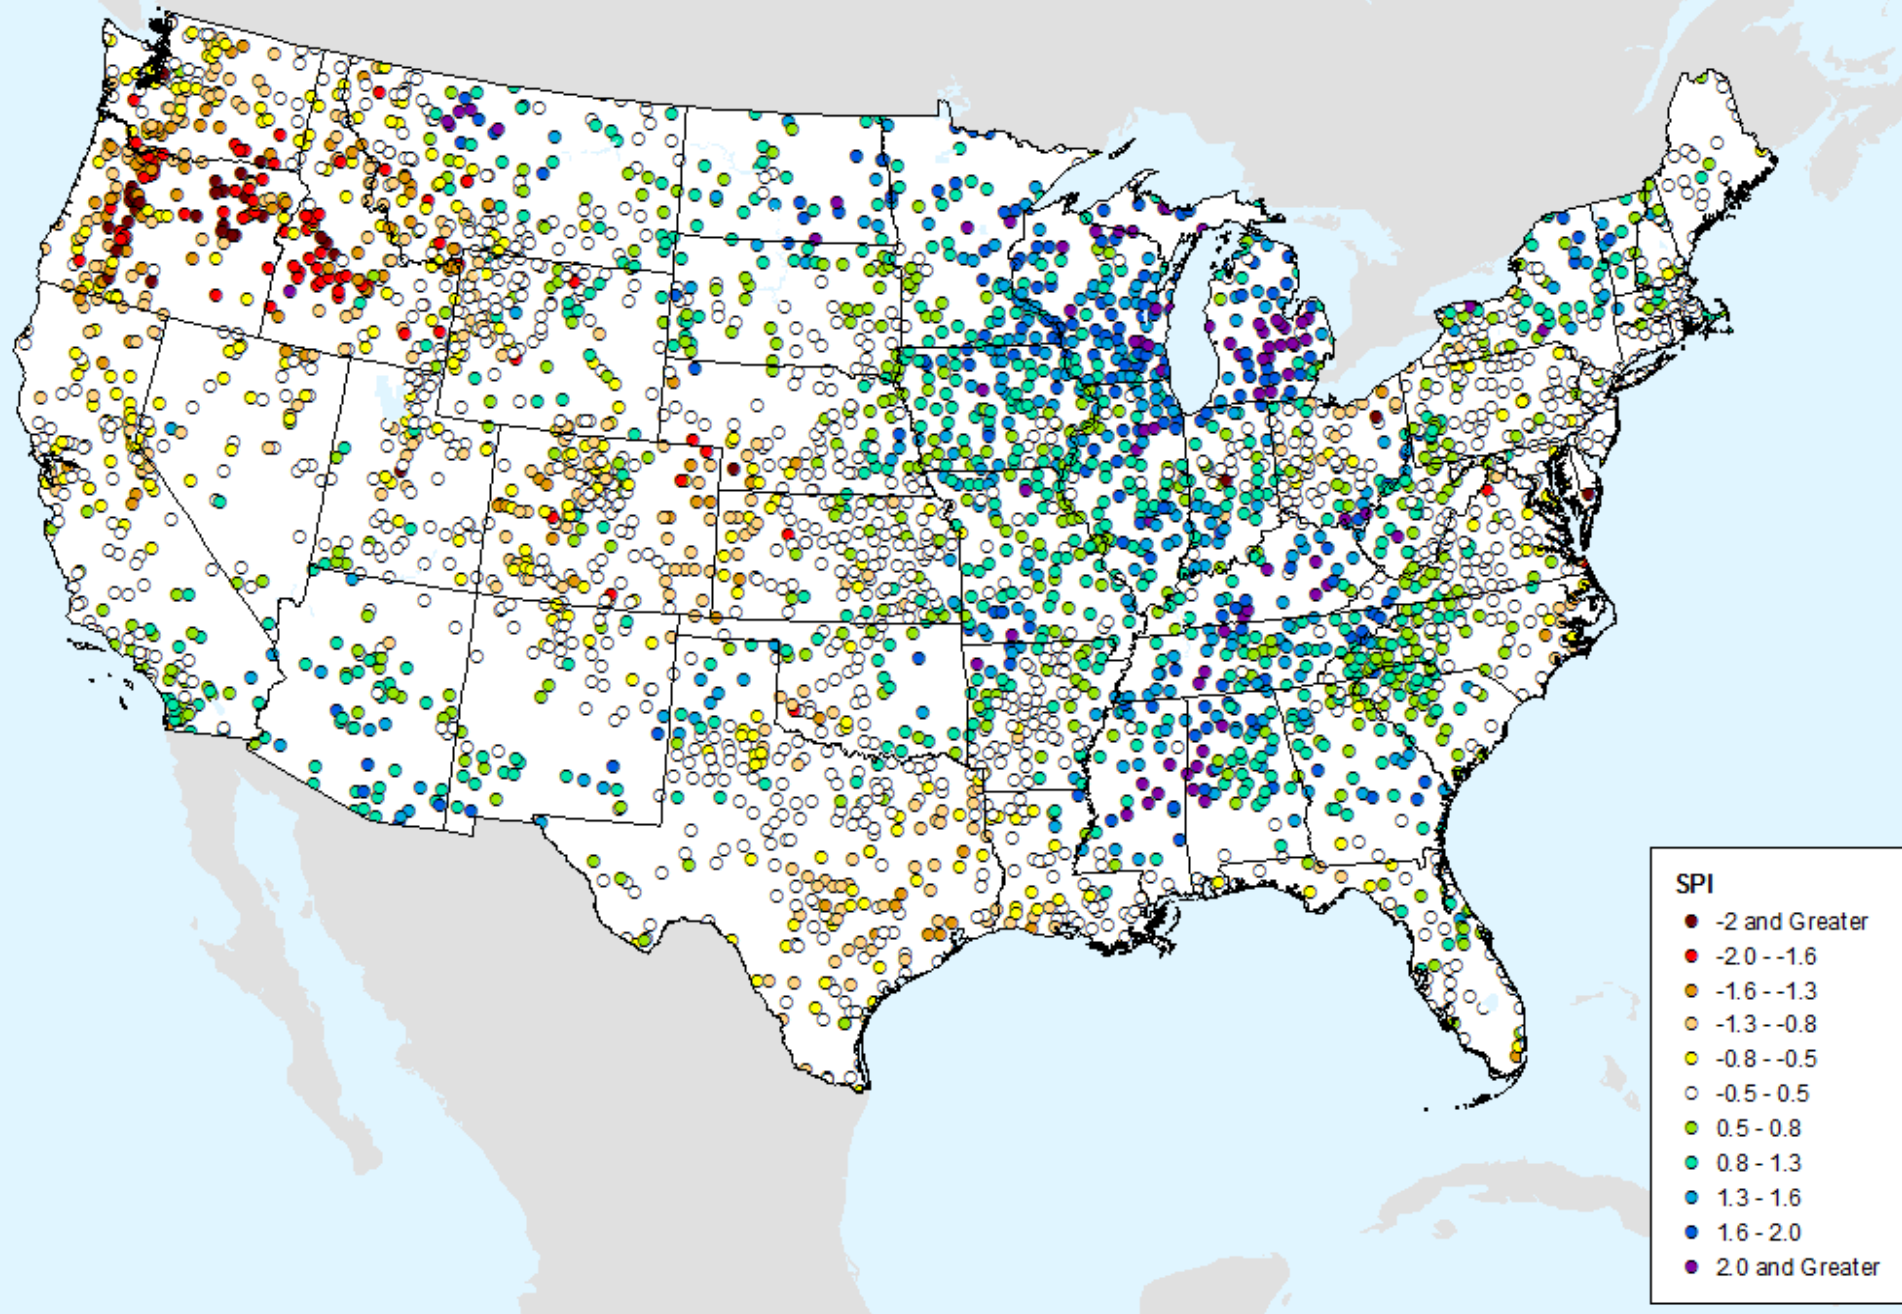 SPI
-2 and Greater
-2.0 - -1.6
-1.6 - -1.3
-1.3 - -0.8
-0.8 - -0.5
-0.5 - 0.5
0.5 - 0.8
0.8 - 1.3
1.3 - 1.6
1.6 - 2.0
2.0 and Greater